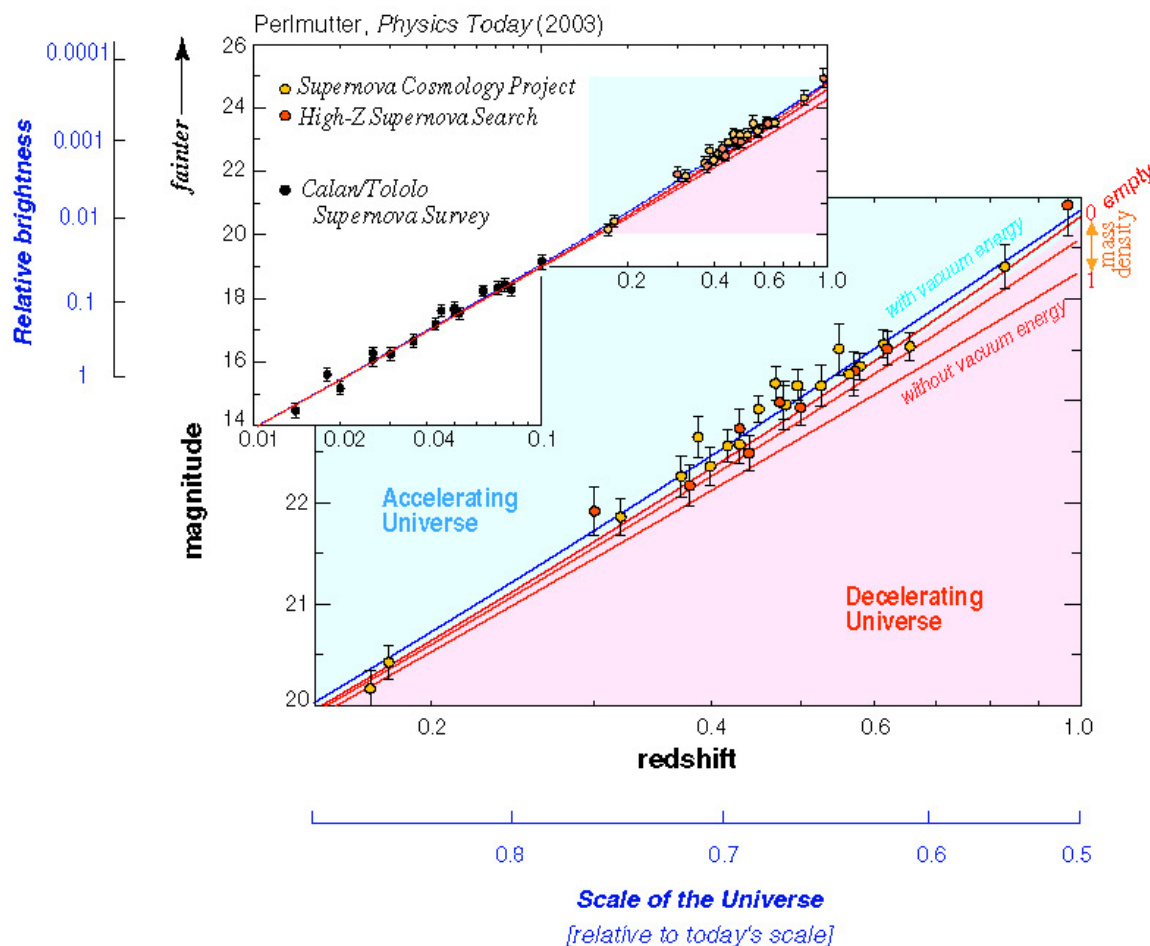 Perlmutter, Physics Today (2003)
0.0001
0.001
0.01
0.1
1
Relative brightness
fainter
magnitude
26
24
22
20
18
16
14
Supernova Cosmology Project
High-Z Supernova Search
Calan/Tololo
Supernova Survey
0.01
0.02
0.04
0.1
0.2
0.4
0.6
1.0
0
empty
mass
density
1
with vacuum energy
without vacuum energy
22
21
20
Accelerating
Universe
Decelerating
Universe
0.2
0.4
0.6
1.0
redshift
0.8
0.7
0.6
0.5
Scale of the Universe
[relative to today's scale]